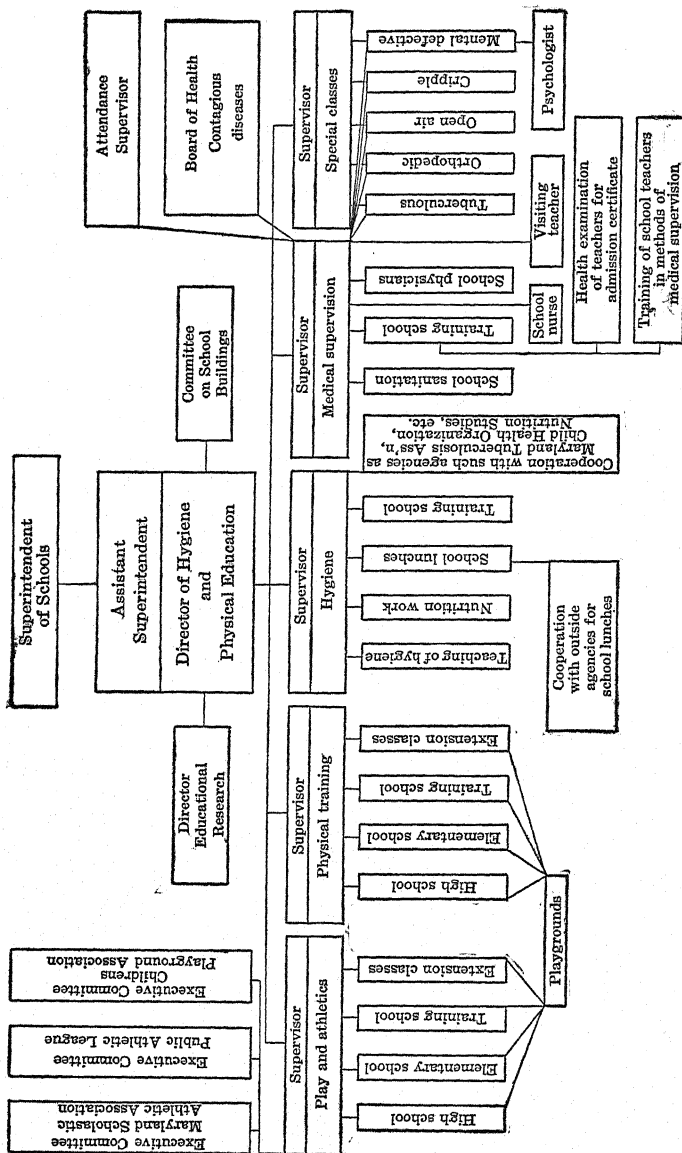 Superintendent
of Schools
Assistant
Superintendent
Director of Hygiene
and
Physical Education
Director
Educational
Research
Committee
on School
Buildings
Attendance
Supervisor
Board of Health
Contagious
diseases
Executive Committee
Maryland Scholastic
Athletic Association
Executive Committee
Public Athletic League
Executive Committee
Childrens
Playground Association
Supervisor
Play and athletics
High school
Elementary school
Training school
Extension classes
Supervisor
Physical training
High school
Elementary school
Training school
Extension classes
Playgrounds
Supervisor
Hygiene
Teaching of hygiene
Nutrition work
School lunches
Training school
Cooperation
with outside
agencies for
school lunches
Cooperation with such agencies as
Maryland Tuberculosis Ass'n,
Child Health Organization,
Nutrition Studies, etc.
Supervisor
Medical supervision
School sanitation
Training school
School physicians
School
nurse
Visiting
teacher
Health examination
of teachers for
admission certificate
Training of school teachers
in methods of
medical supervision
Supervisor
Special classes
Tuberculous
Orthopedic
Open air
Cripple
Mental defective
Psychologist